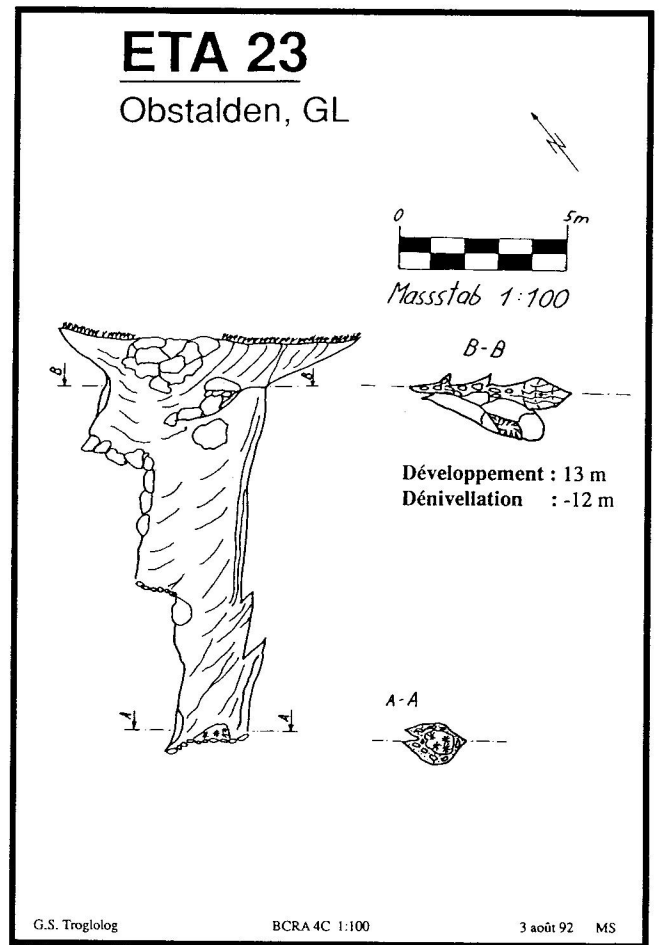 ETA 23
Obstalden, GL
N
0 5m
Massstab 1:100
B B
B-B
Développement : 13 m
Dénivellation : -12 m
A-A
A A
G.S. Troglolog BCRA 4C 1:100 3 août 92 MS